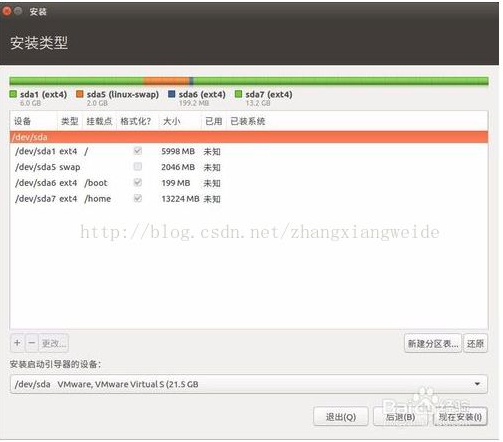 安装
安装类型
sda1 (ext4) sda5 (linux-swap) sda6 (ext4) sda7 (ext4)
6.0 GB 2.0 GB 199.2 MB 13.2 GB
设备 类型 挂载点 格式化? 大小 已用 已装系统
/dev/sda
/dev/sda1 ext4 / 5998 MB 未知
/dev/sda5 swap 2046 MB 未知
/dev/sda6 ext4 /boot 199 MB 未知
/dev/sda7 ext4 /home 13224 MB 未知
http://blog.csdn.net/zhangxiangweide
+ − 更改... 新建分区表... 还原
安装启动引导器的设备:
/dev/sda VMware, VMware Virtual S (21.5 GB
退出(Q) 后退(B) 现在安装(I)
Baidu 经验